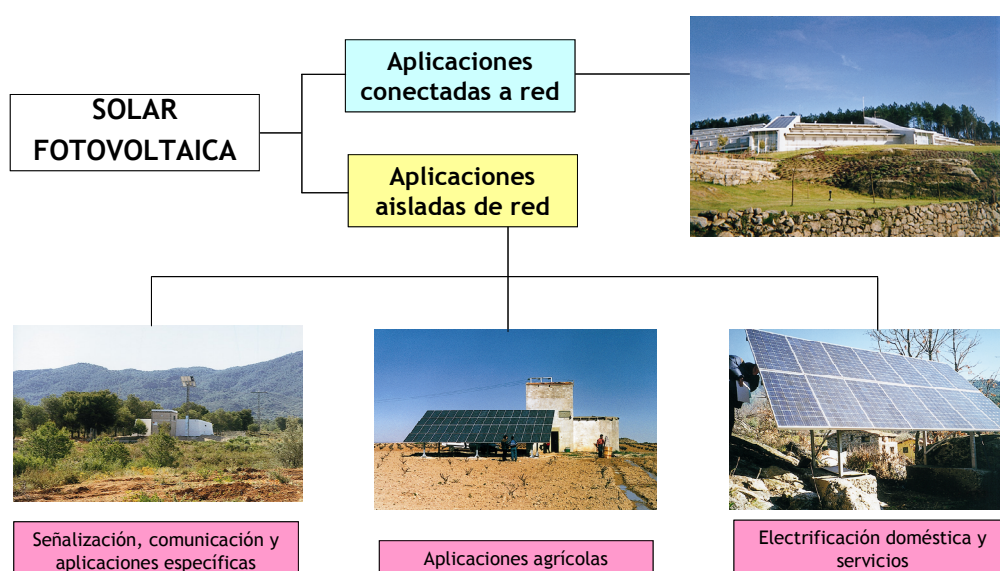 SOLAR
FOTOVOLTAICA
Aplicaciones
conectadas a red
Aplicaciones
aisladas de red
Señalización, comunicación y
aplicaciones específicas
Aplicaciones agrícolas
Electrificación doméstica y
servicios